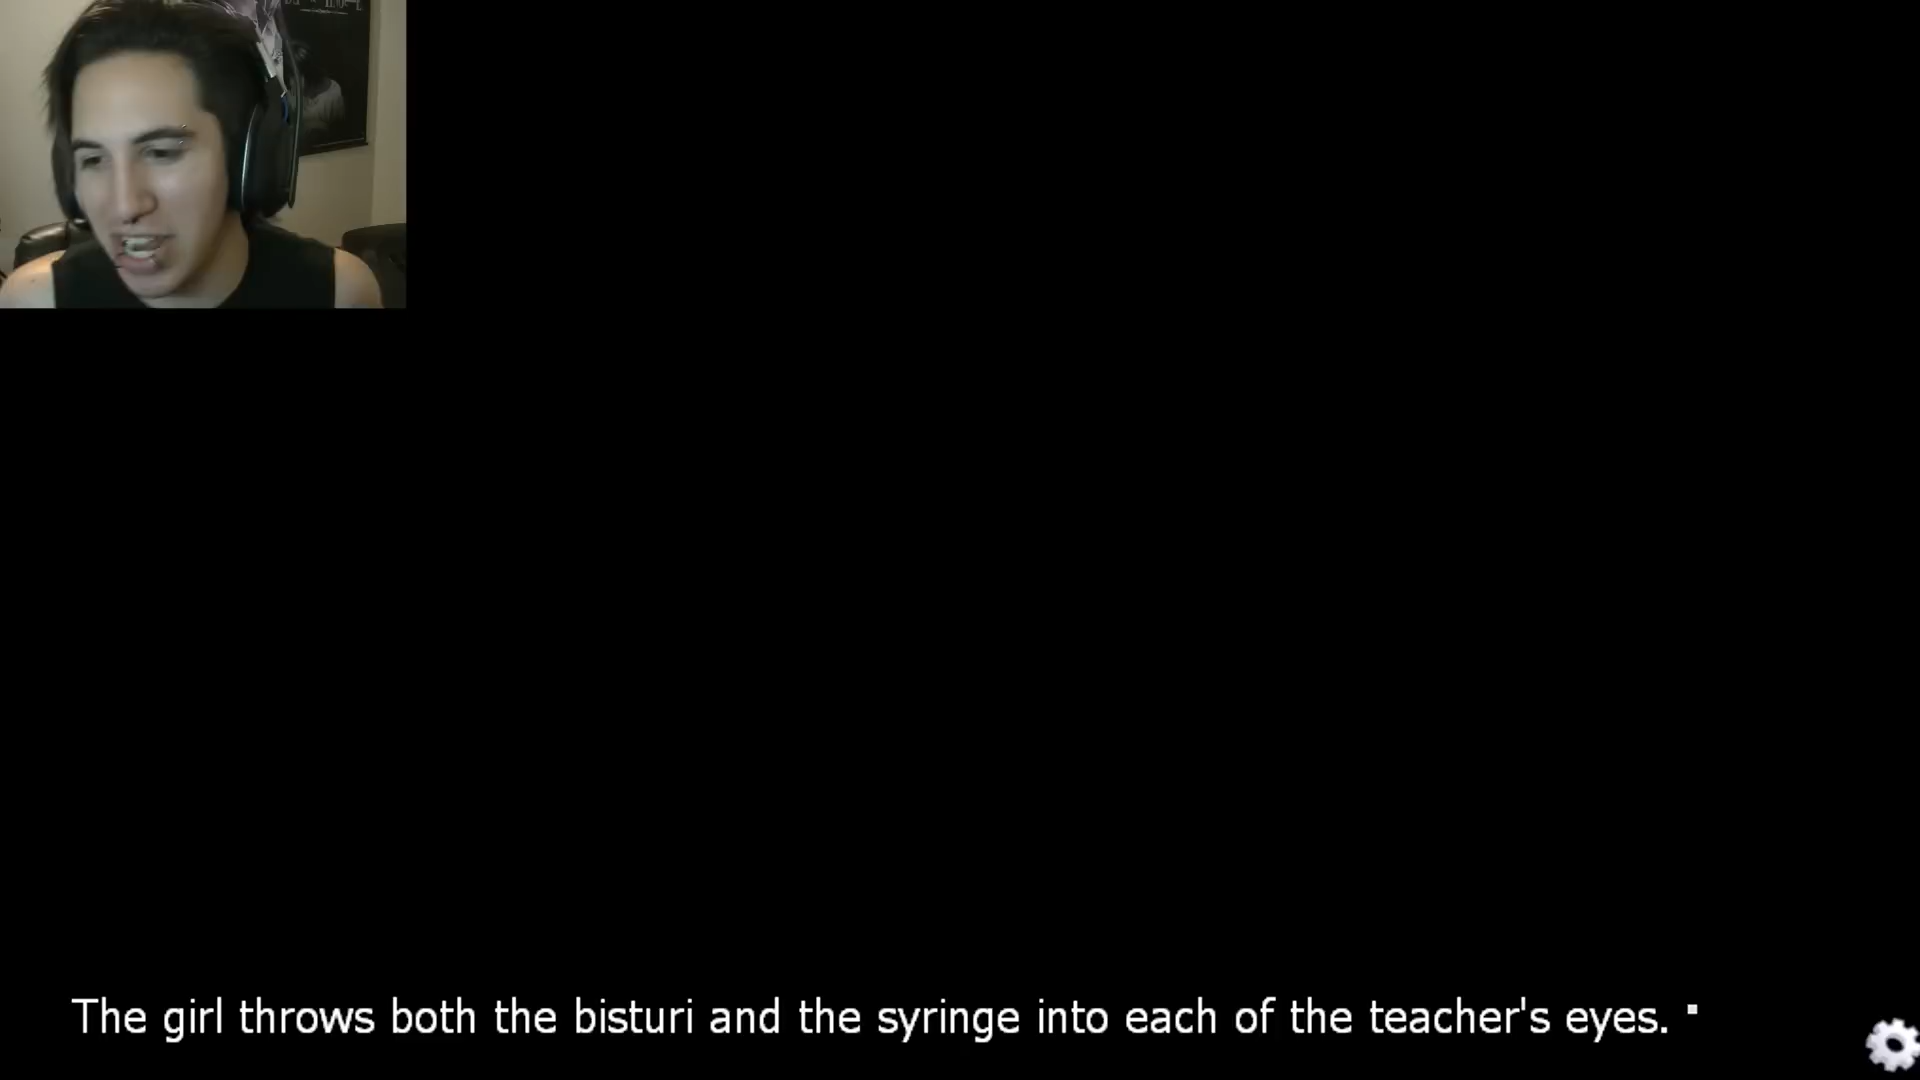 The girl throws both the bisturi and the syringe into each of the teacher's eyes.